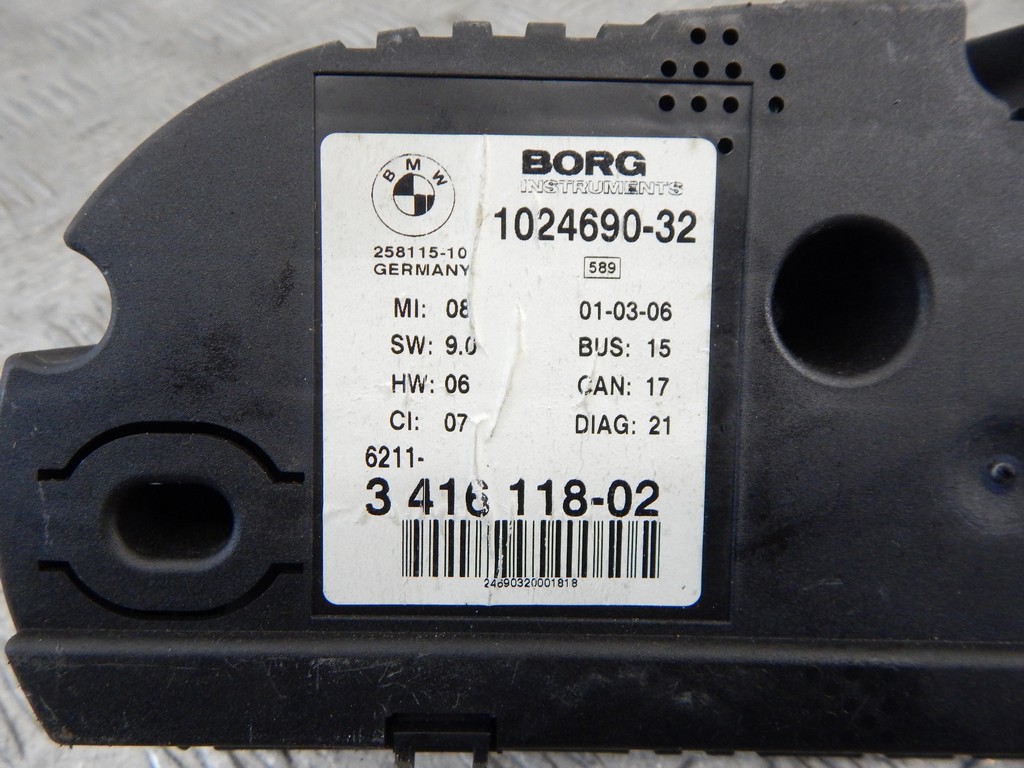 BMW
BORG
INSTRUMENTS
1024690-32
258115-10
GERMANY
589
MI: 08 01-03-06
SW: 9.0 BUS: 15
HW: 06 CAN: 17
CI: 07 DIAG: 21
6211-
3 416 118-02
24690320001818